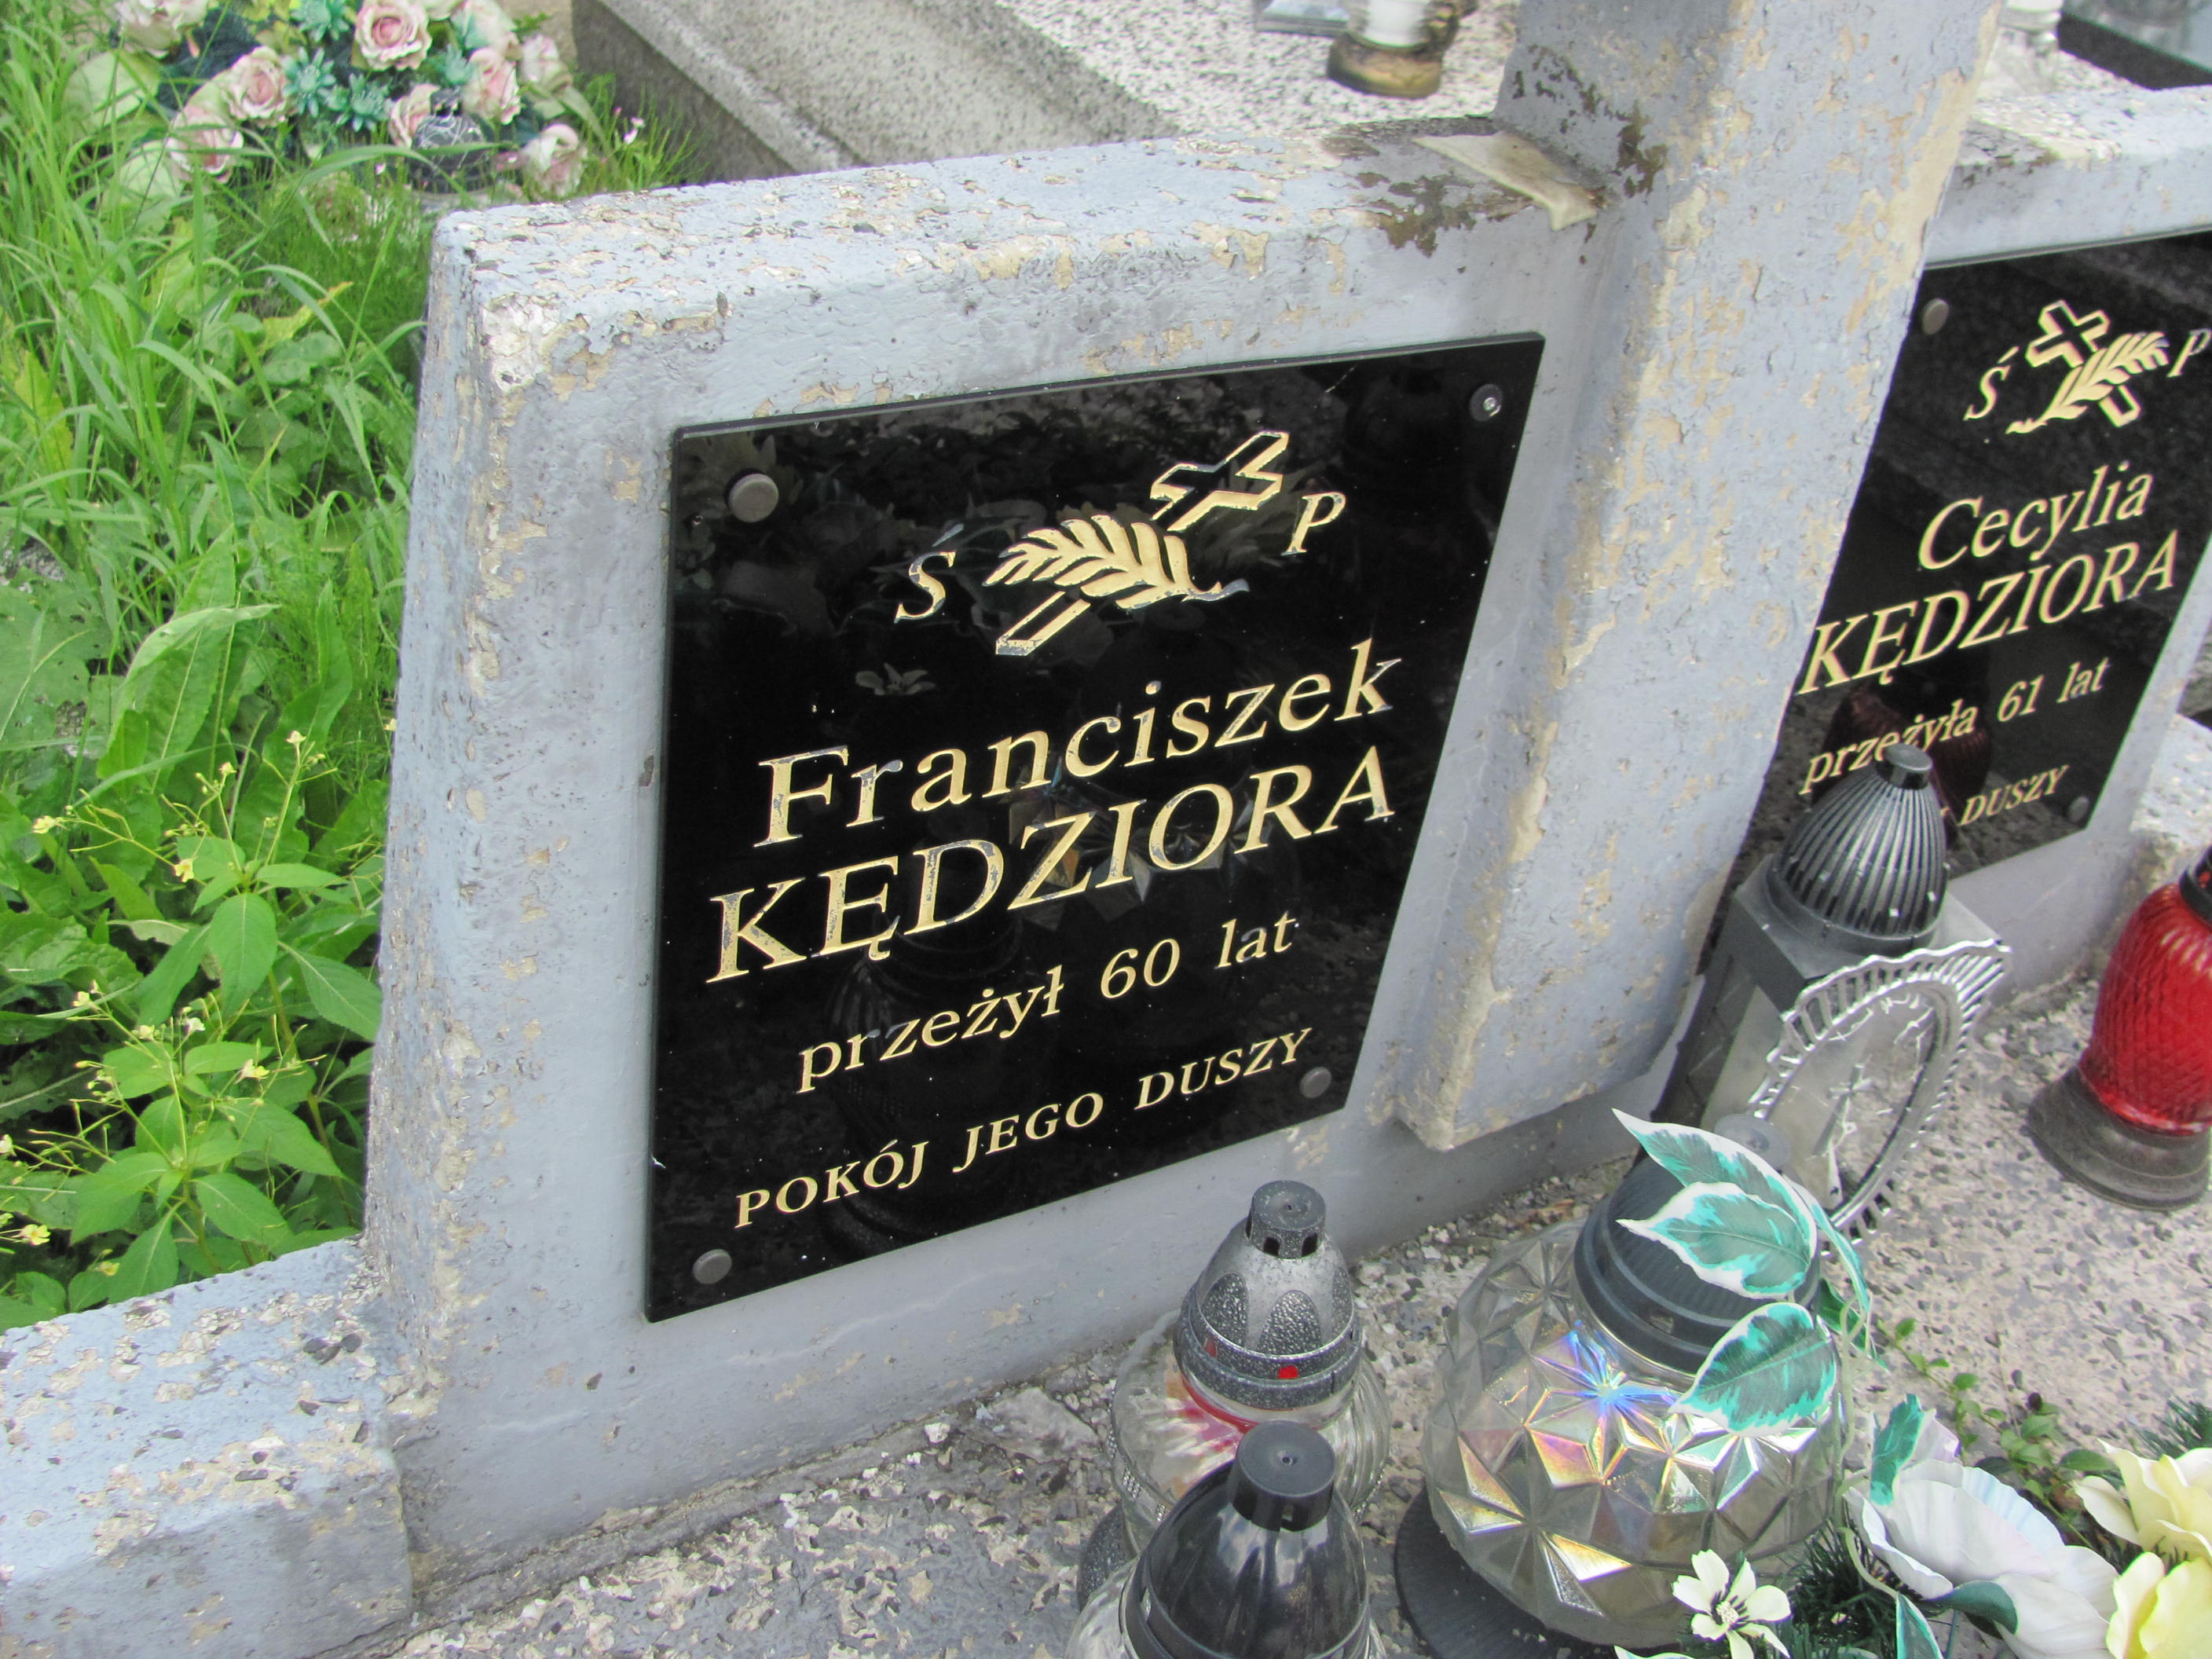 S P
Franciszek
KĘDZIORA
przeżył 60 lat
POKÓJ JEGO DUSZY
Ś P
Cecylia
KĘDZIORA
przeżyła 61 lat
DUSZY